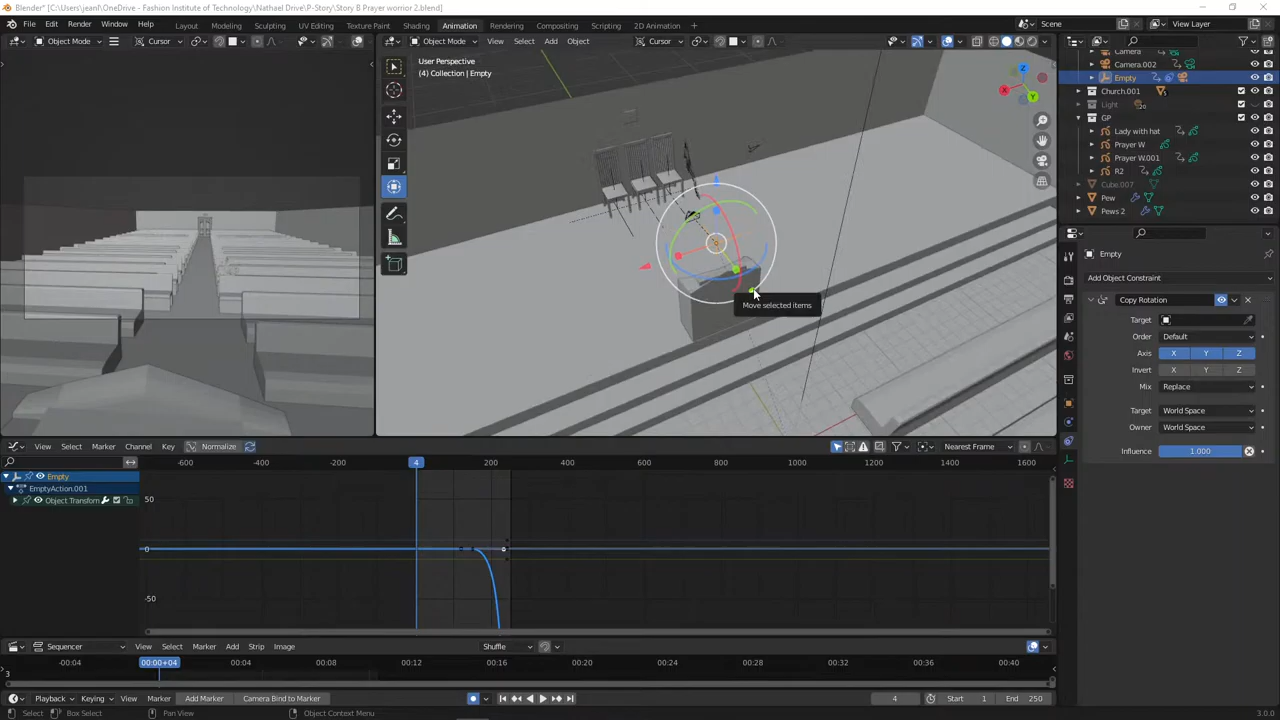 Blender* [C:\Users\jeanl\OneDrive - Fashion Institute of Technology\Nathael Drive\P-Story\Story B Prayer worrior 2.blend]
File Edit Render Window Help Layout Modeling Sculpting UV Editing Texture Paint Shading Animation Rendering Compositing Scripting 2D Animation Scene View Layer
Object Mode Cursor
Object Mode View Select Add Object Cursor
User Perspective
(4) Collection | Empty
Z
X
Y
Move selected items
Camera
Camera.002
Empty
Church.001
Light
GP
Lady with hat
Prayer W
Prayer W.001
R2
Cube.007
Pew
Pews 2
Empty
Add Object Constraint
Copy Rotation
Target
Order Default
Axis X Y Z
Invert X Y Z
Mix Replace
Target World Space
Owner World Space
Influence 1.000
View Select Marker Channel Key Normalize Nearest Frame
-600 -400 -200 4 200 400 600 800 1000 1200 1400 1600
Empty
EmptyAction.001
Object Transform
50
0
-50
Sequencer View Select Marker Add Strip Image Shuffle
-00:04 00:00+04 00:04 00:08 00:12 00:16 00:20 00:24 00:28 00:32 00:36 00:40
3
Playback Keying View Marker Add Marker Camera Bind to Marker 4 Start 1 End 250
Select Box Select Pan View Object Context Menu 3.0.0